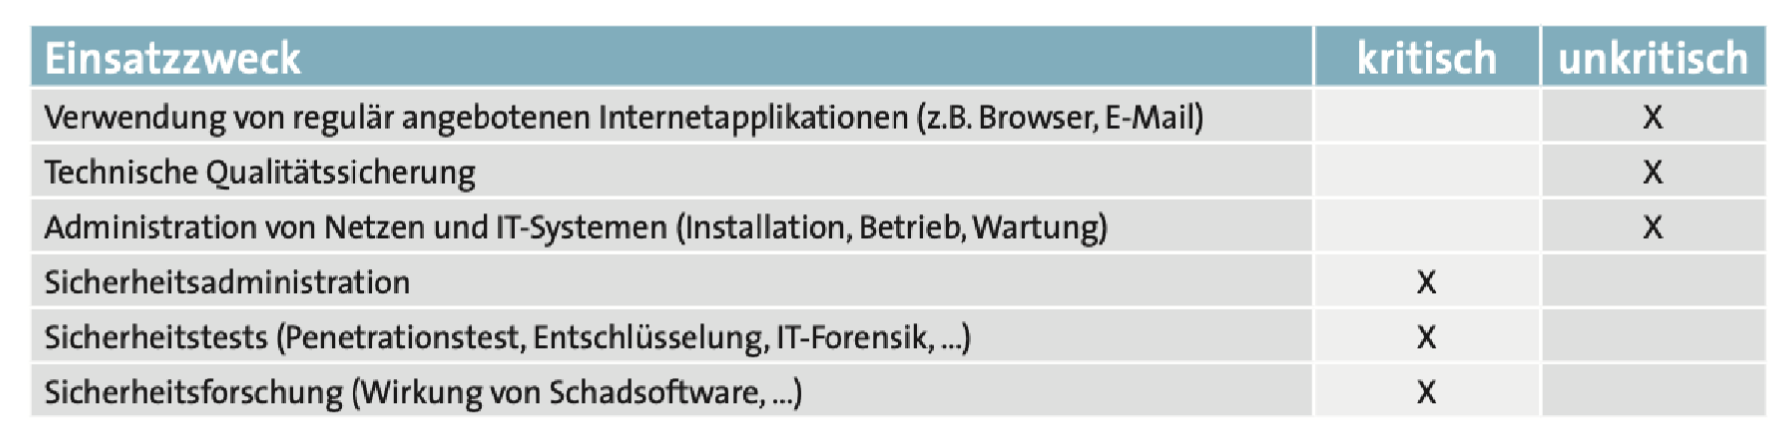 Einsatzzweck kritisch unkritisch
Verwendung von regulär angebotenen Internetapplikationen (z.B. Browser, E-Mail) X
Technische Qualitätssicherung X
Administration von Netzen und IT-Systemen (Installation, Betrieb, Wartung) X
Sicherheitsadministration X
Sicherheitstests (Penetrationstest, Entschlüsselung, IT-Forensik, ...) X
Sicherheitsforschung (Wirkung von Schadsoftware, ...) X